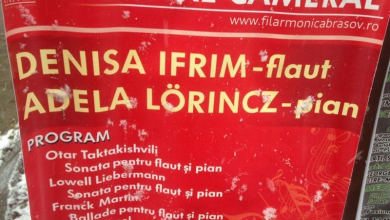 CAMERAL
www.filarmonicabrasov.ro
DENISA IFRIM-flaut
ADELA LÖRINCZ-pian
PROGRAM
Otar Taktakishvili
Sonata pentru flaut și pian
Lowell Liebermann
Sonata pentru flaut și pian
Franck Martin
Ballade pentru flaut și pian